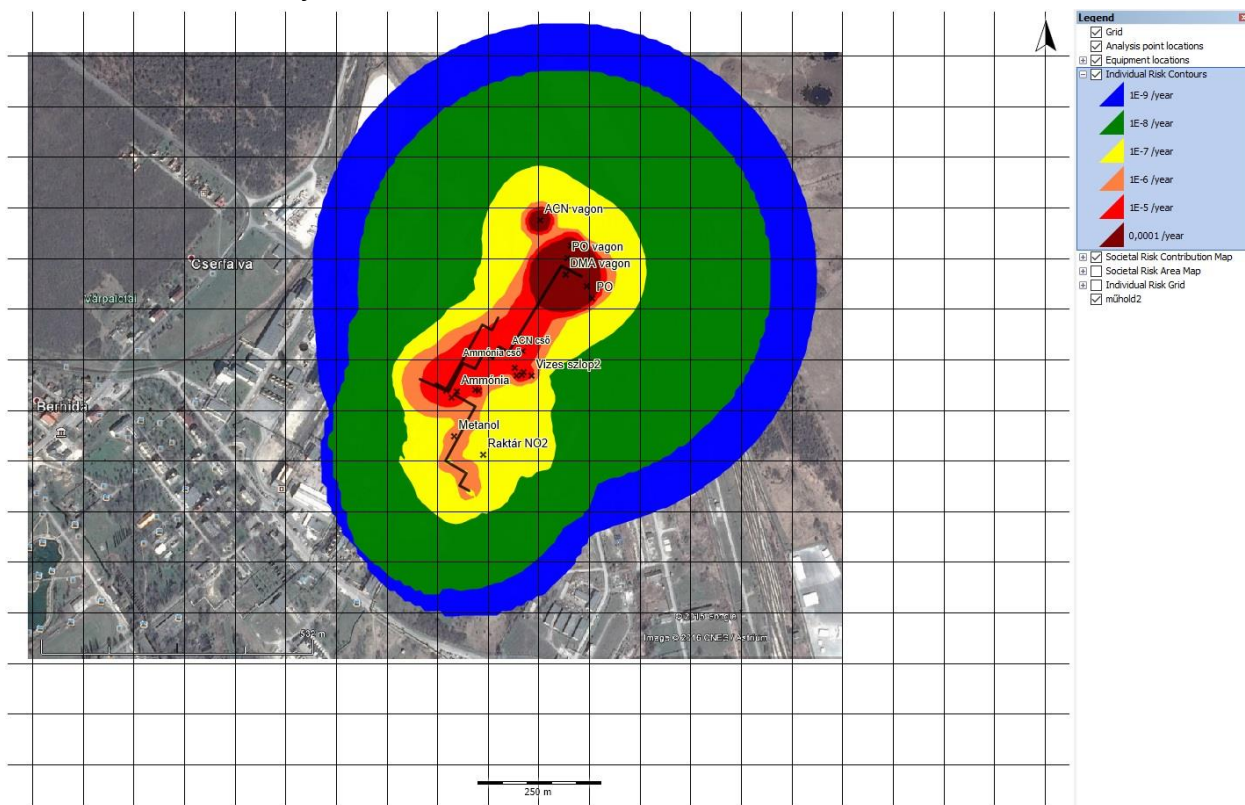 ACN vagon
PO vagon
DMA vagon
PO
ACN cső
Ammónia cső
Vizes szlop2
Ammónia
Metanol
Raktár NO2
Cserfalva
Várpalotai
Berhida
532 m
Image © 2016 CNES / Astrium
250 m
Legend
Grid
Analysis point locations
Equipment locations
Individual Risk Contours
1E-9 /year
1E-8 /year
1E-7 /year
1E-6 /year
1E-5 /year
0,0001 /year
Societal Risk Contribution Map
Societal Risk Area Map
Individual Risk Grid
műhold2